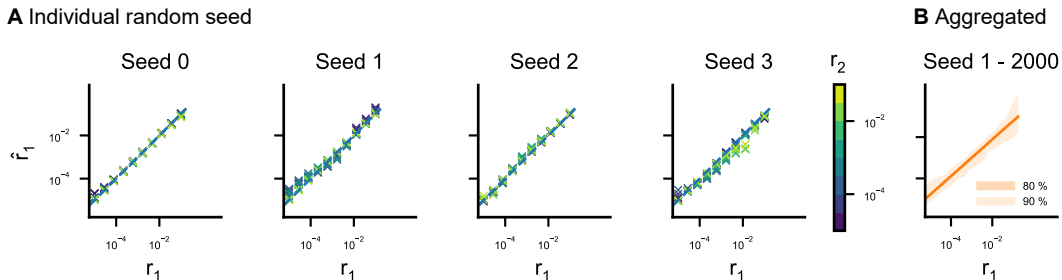 A Individual random seed
B Aggregated
Seed 0
Seed 1
Seed 2
Seed 3
r₂
Seed 1 - 2000
r̂₁
10⁻²
10⁻⁴
10⁻²
10⁻⁴
80 %
90 %
10⁻⁴ 10⁻²
10⁻⁴ 10⁻²
10⁻⁴ 10⁻²
10⁻⁴ 10⁻²
10⁻⁴ 10⁻²
r₁
r₁
r₁
r₁
r₁